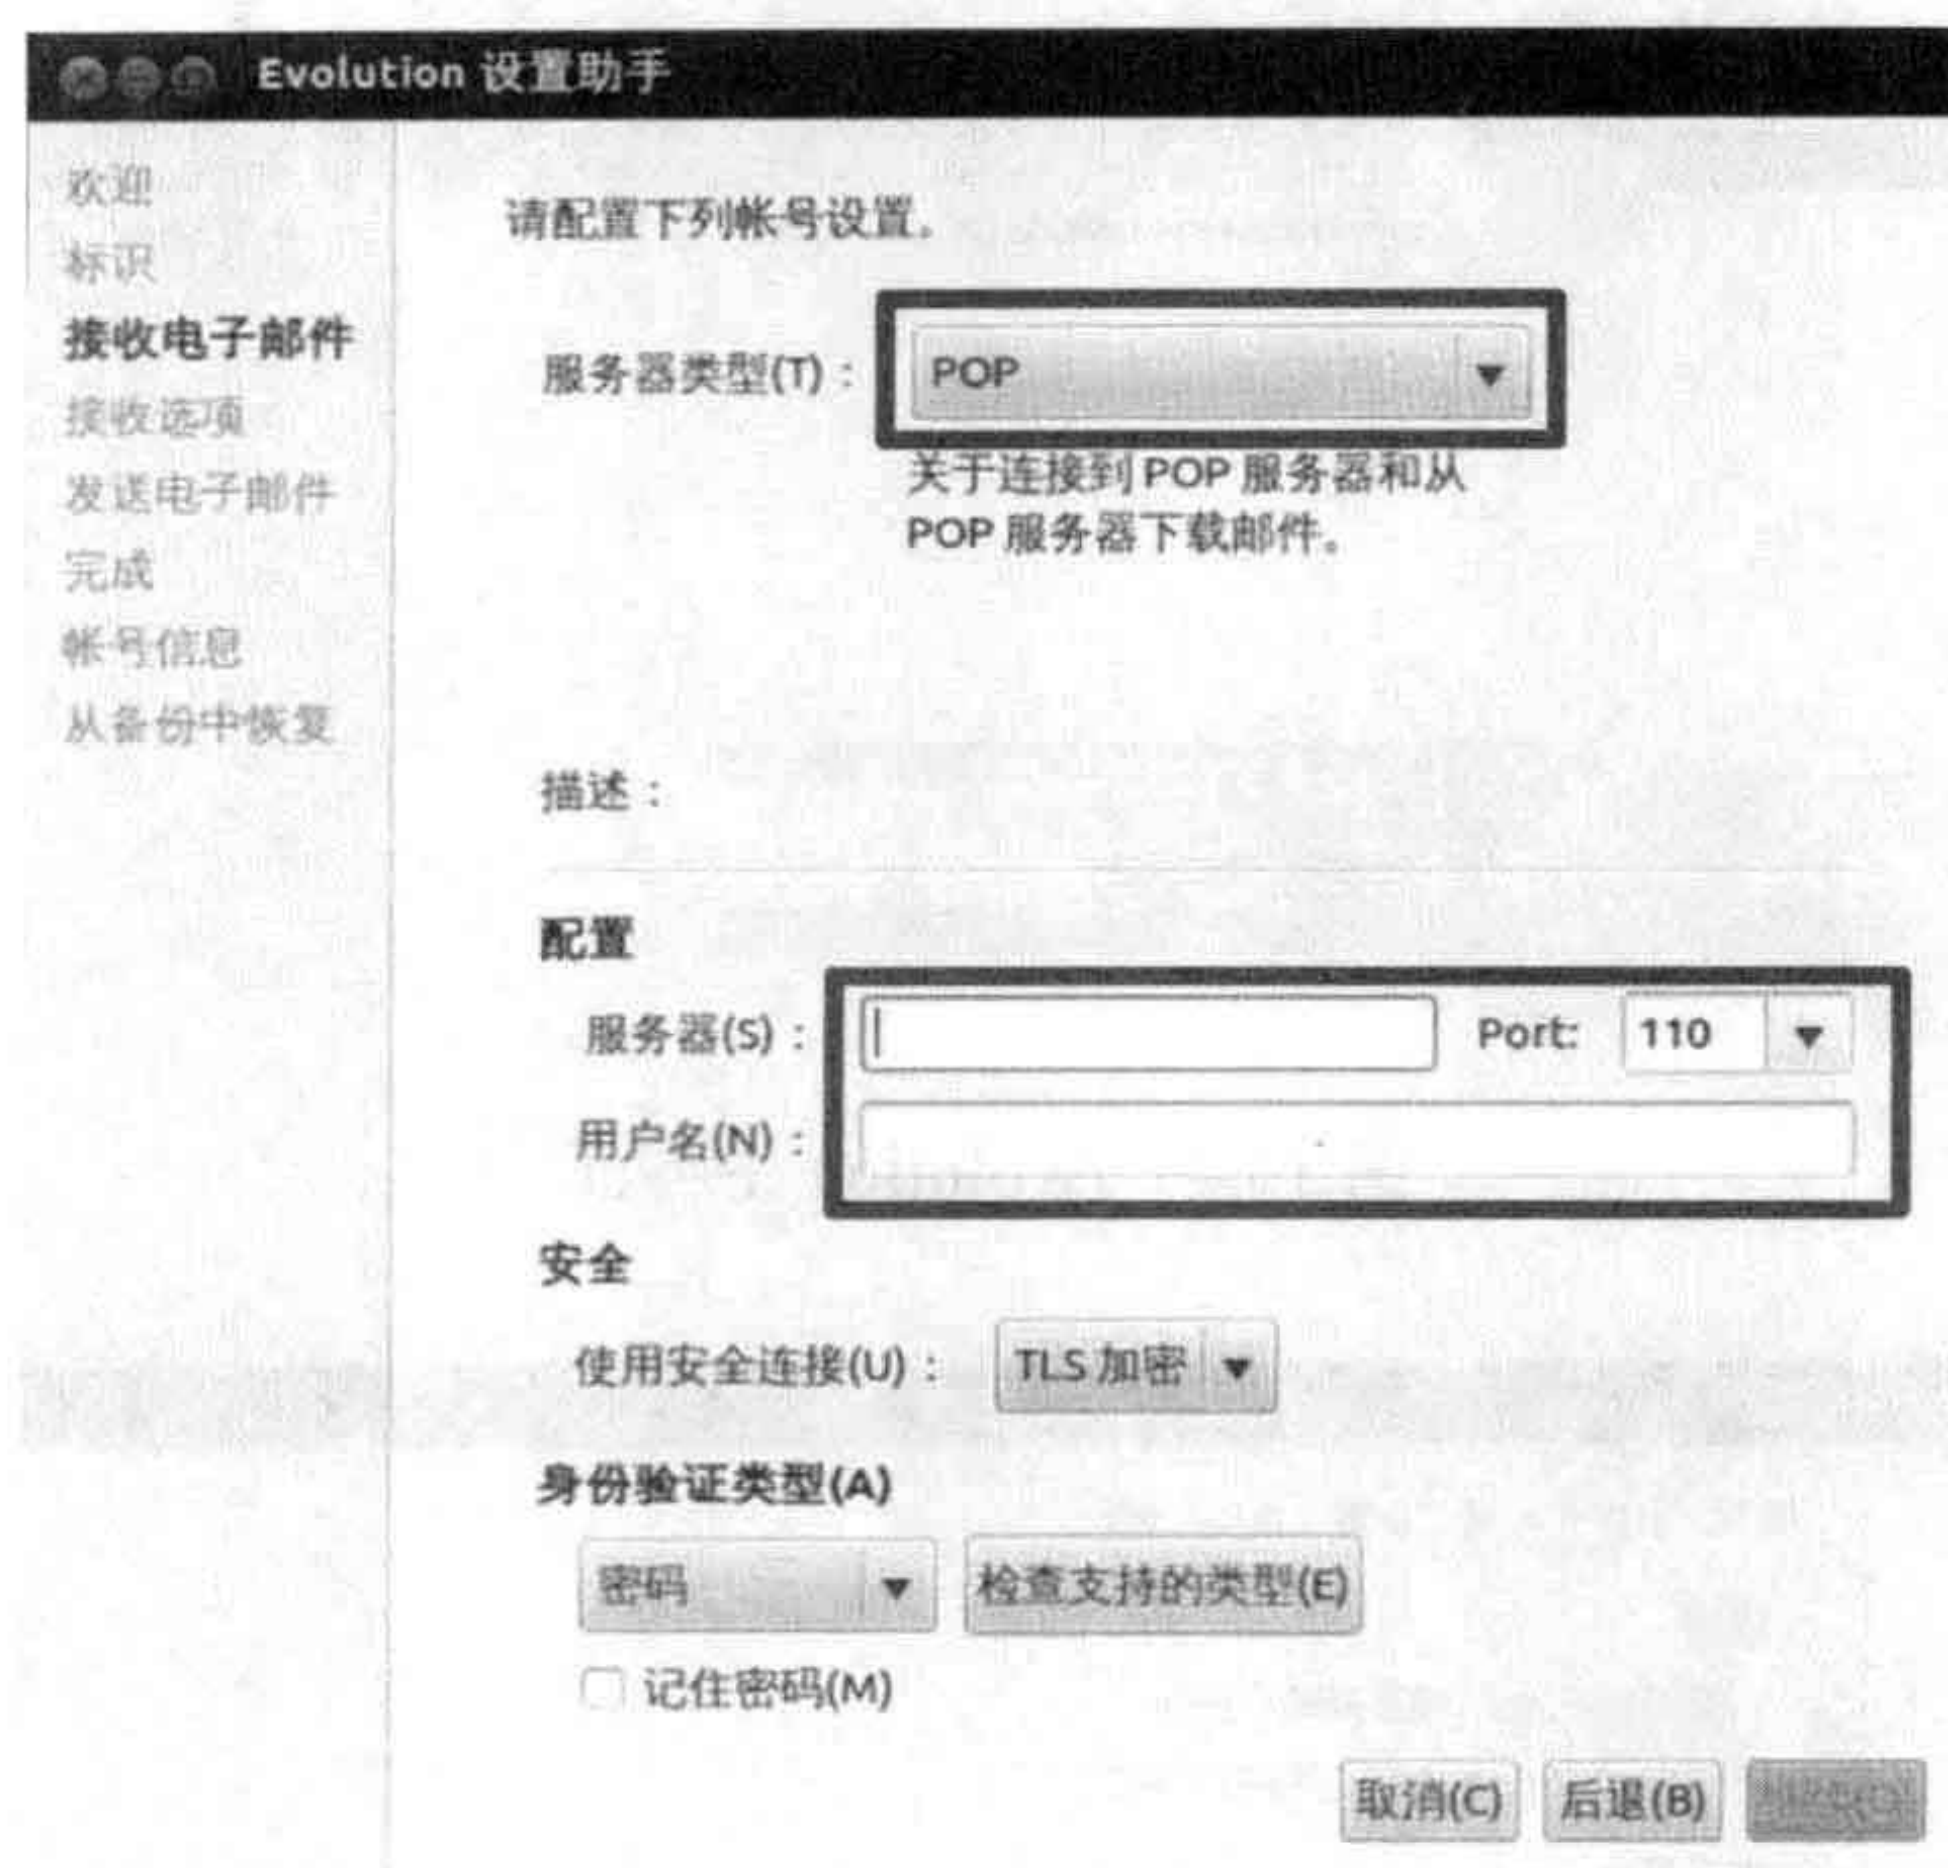 Evolution 设置助手
欢迎
标识
接收电子邮件
接收选项
发送电子邮件
完成
帐号信息
从备份中恢复
请配置下列帐号设置。
服务器类型(T)： POP
关于连接到 POP 服务器和从
POP 服务器下载邮件。
描述：
配置
服务器(S)： Port: 110
用户名(N)：
安全
使用安全连接(U)： TLS 加密
身份验证类型(A)
密码 检查支持的类型(E)
记住密码(M)
取消(C) 后退(B)